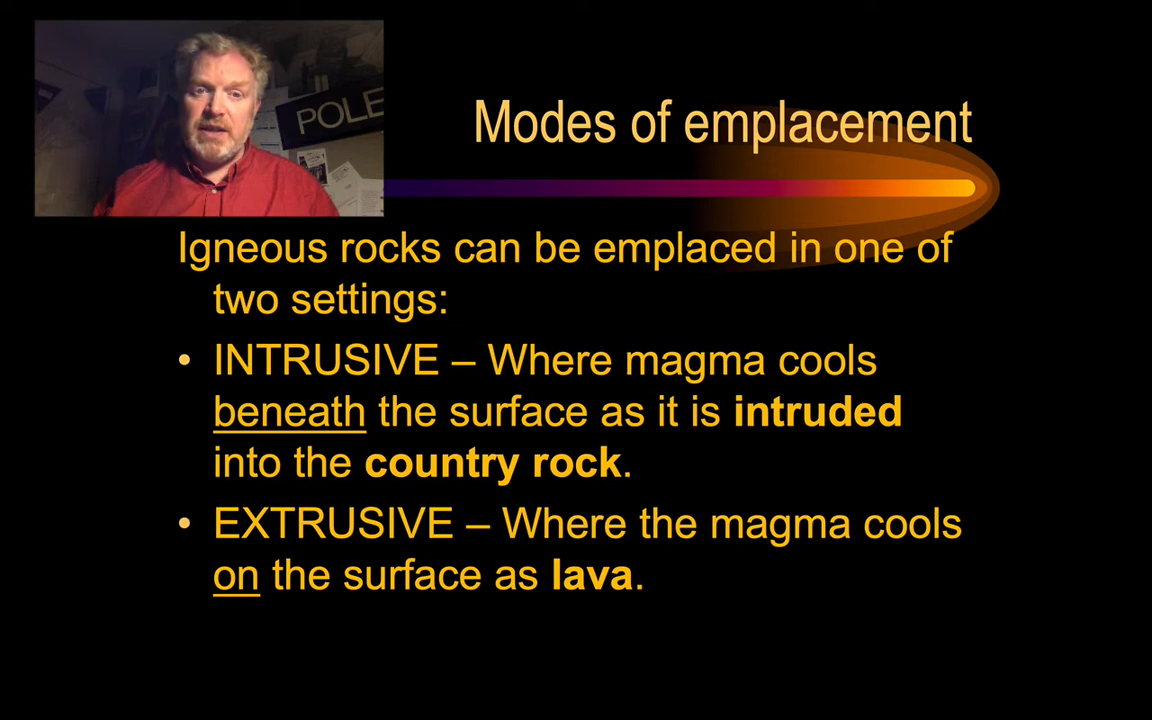 POLE
Modes of emplacement
Igneous rocks can be emplaced in one of
two settings:
• INTRUSIVE – Where magma cools
beneath the surface as it is intruded
into the country rock.
• EXTRUSIVE – Where the magma cools
on the surface as lava.